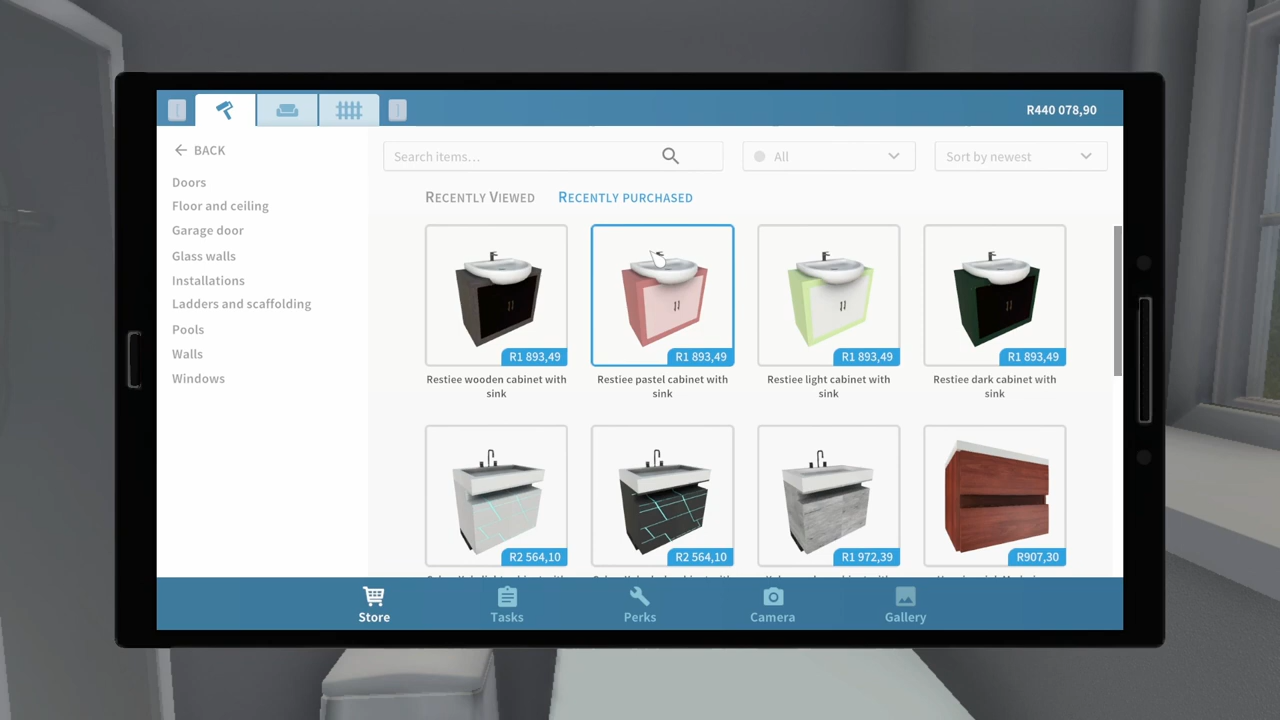 R440 078,90
BACK
Doors
Floor and ceiling
Garage door
Glass walls
Installations
Ladders and scaffolding
Pools
Walls
Windows
Search items...
All
Sort by newest
RECENTLY VIEWED
RECENTLY PURCHASED
R1 893,49
R1 893,49
R1 893,49
R1 893,49
Restiee wooden cabinet with
sink
Restiee pastel cabinet with
sink
Restiee light cabinet with
sink
Restiee dark cabinet with
sink
R2 564,10
R2 564,10
R1 972,39
R907,30
Store
Tasks
Perks
Camera
Gallery